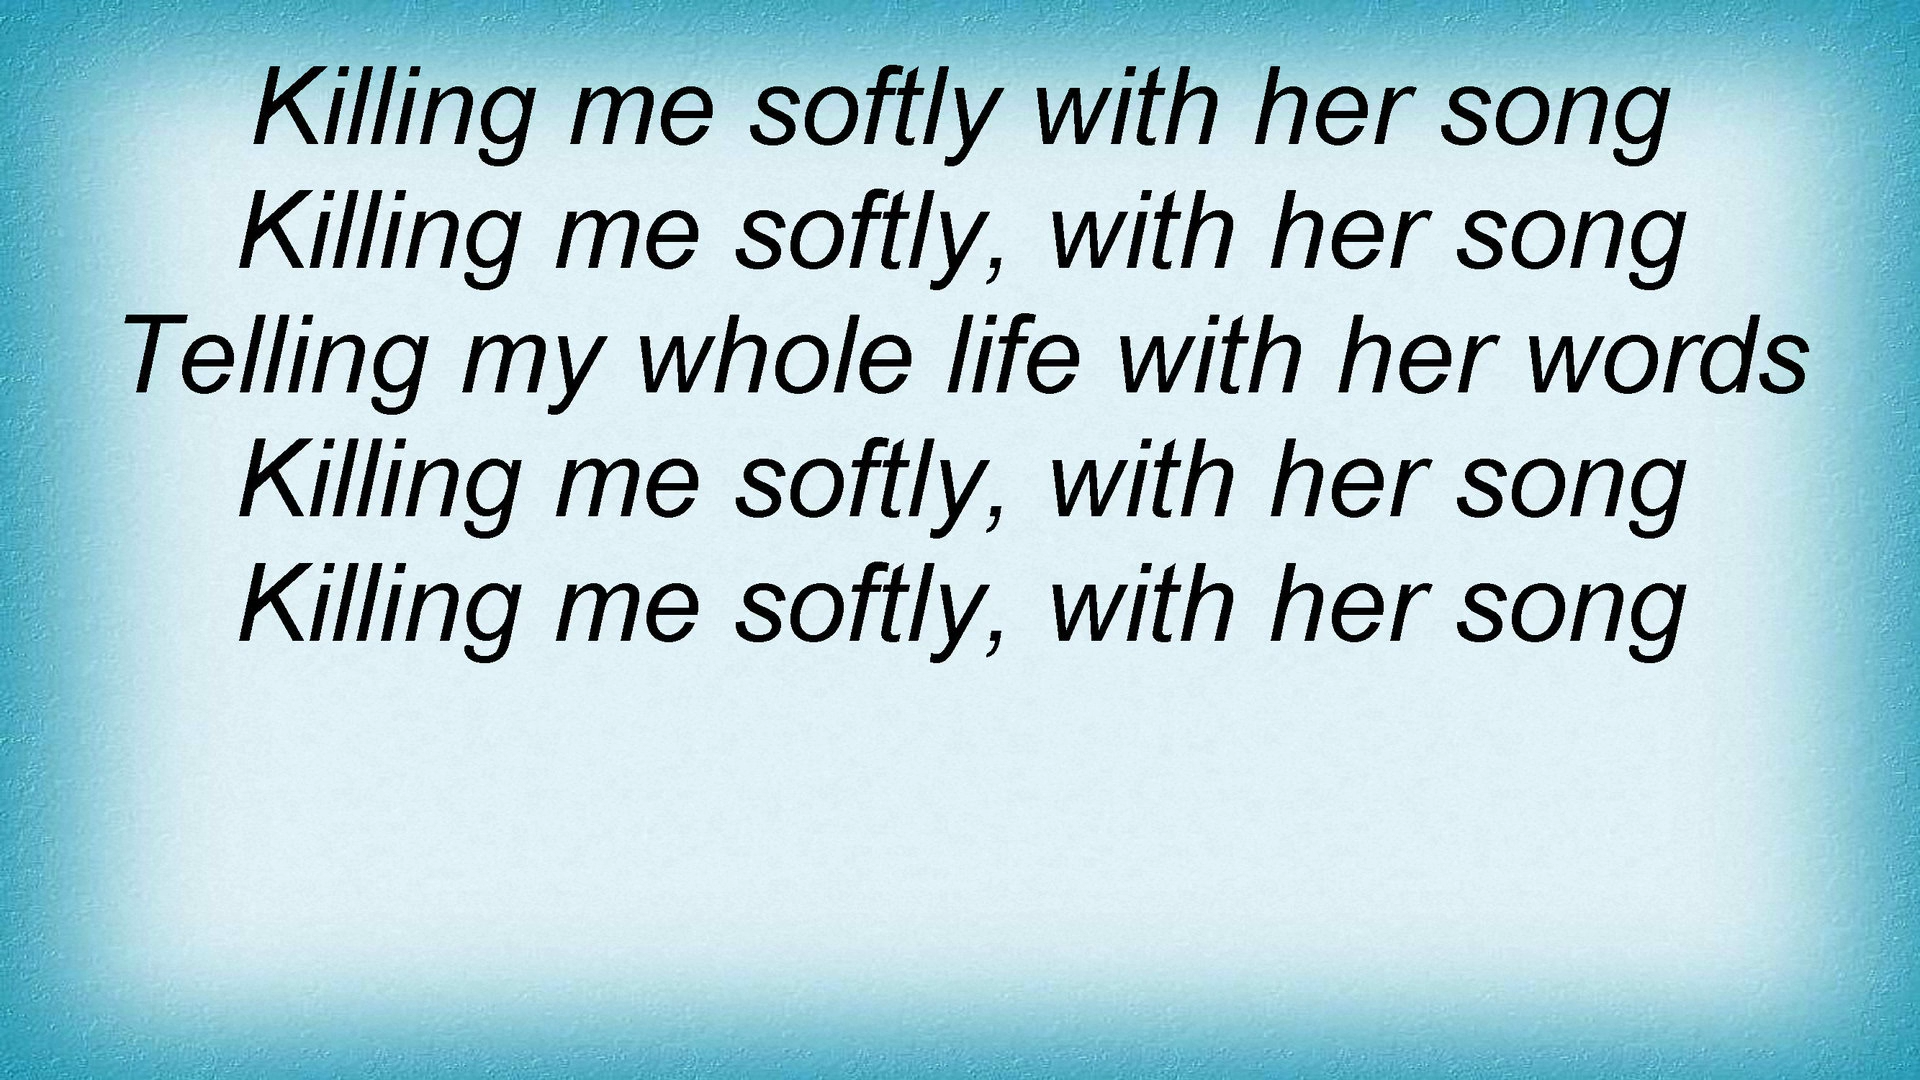 Killing me softly with her song
Killing me softly, with her song
Telling my whole life with her words
Killing me softly, with her song
Killing me softly, with her song